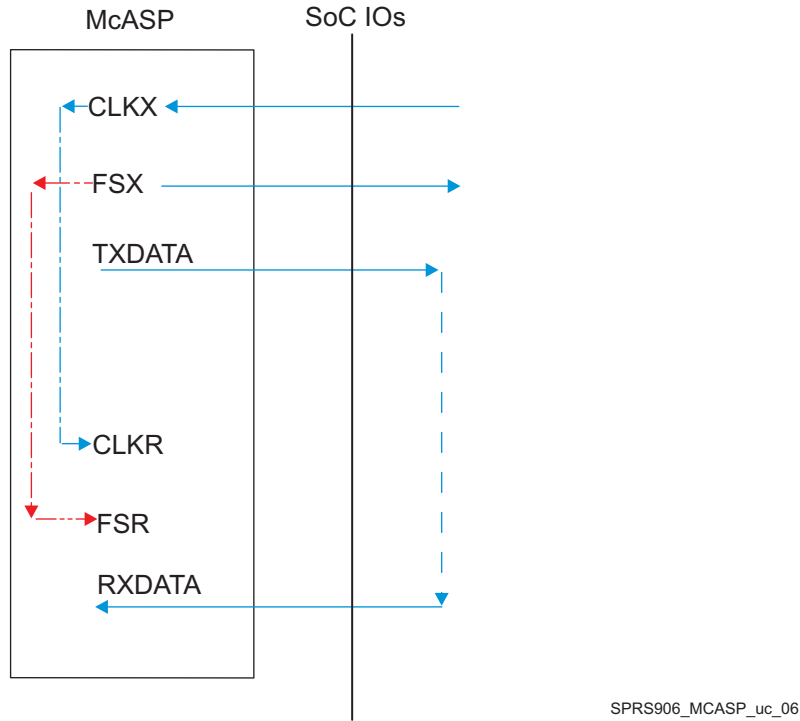 McASP
SoC IOs
CLKX
FSX
TXDATA
CLKR
FSR
RXDATA
SPRS906_MCASP_uc_06